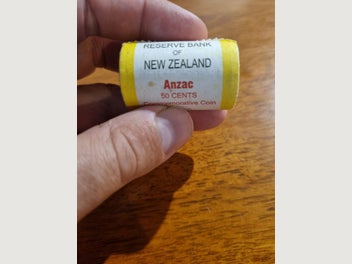 RESERVE BANK
OF
NEW ZEALAND
Anzac
50 CENTS
Commemorative Coin